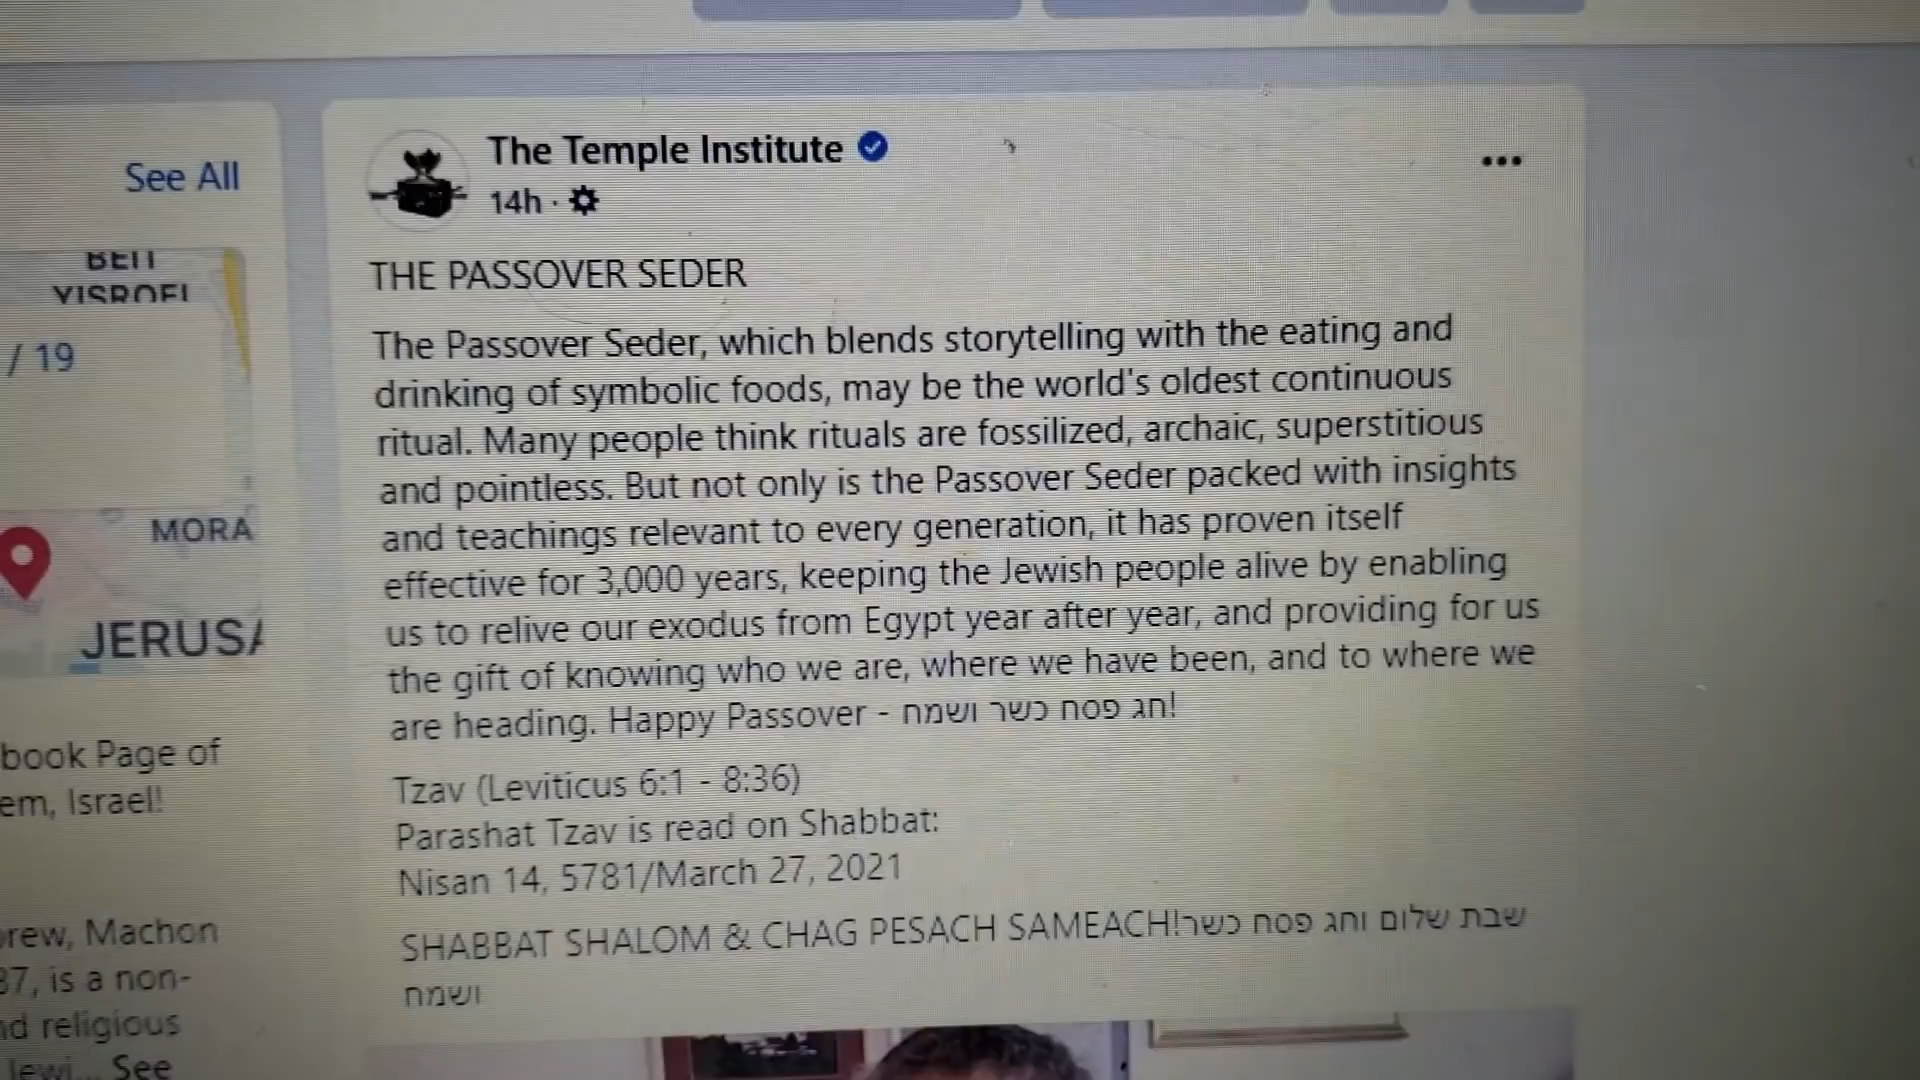 See All
BEIT
YISROEL
/ 19
MORA
JERUSA
book Page of
em, Israel!
rew, Machon
37, is a non-
nd religious
Jewi... See
The Temple Institute
14h ·
THE PASSOVER SEDER
The Passover Seder, which blends storytelling with the eating and
drinking of symbolic foods, may be the world's oldest continuous
ritual. Many people think rituals are fossilized, archaic, superstitious
and pointless. But not only is the Passover Seder packed with insights
and teachings relevant to every generation, it has proven itself
effective for 3,000 years, keeping the Jewish people alive by enabling
us to relive our exodus from Egypt year after year, and providing for us
the gift of knowing who we are, where we have been, and to where we
are heading. Happy Passover - חג פסח כשר ושמח!
Tzav (Leviticus 6:1 - 8:36)
Parashat Tzav is read on Shabbat:
Nisan 14, 5781/March 27, 2021
SHABBAT SHALOM & CHAG PESACH SAMEACH!שבת שלום וחג פסח כשר
ושמח